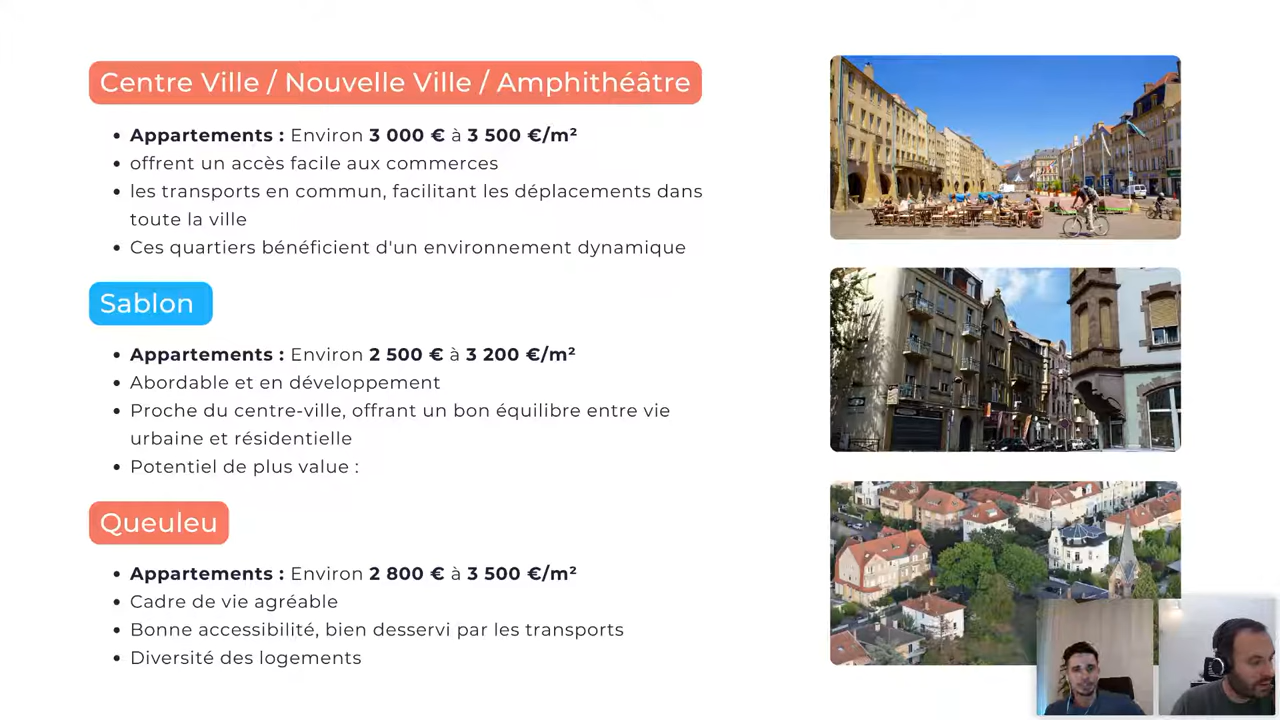 Centre Ville / Nouvelle Ville / Amphithéâtre
• Appartements : Environ 3 000 € à 3 500 €/m²
• offrent un accès facile aux commerces
• les transports en commun, facilitant les déplacements dans
toute la ville
• Ces quartiers bénéficient d'un environnement dynamique
Sablon
• Appartements : Environ 2 500 € à 3 200 €/m²
• Abordable et en développement
• Proche du centre-ville, offrant un bon équilibre entre vie
urbaine et résidentielle
• Potentiel de plus value :
Queuleu
• Appartements : Environ 2 800 € à 3 500 €/m²
• Cadre de vie agréable
• Bonne accessibilité, bien desservi par les transports
• Diversité des logements